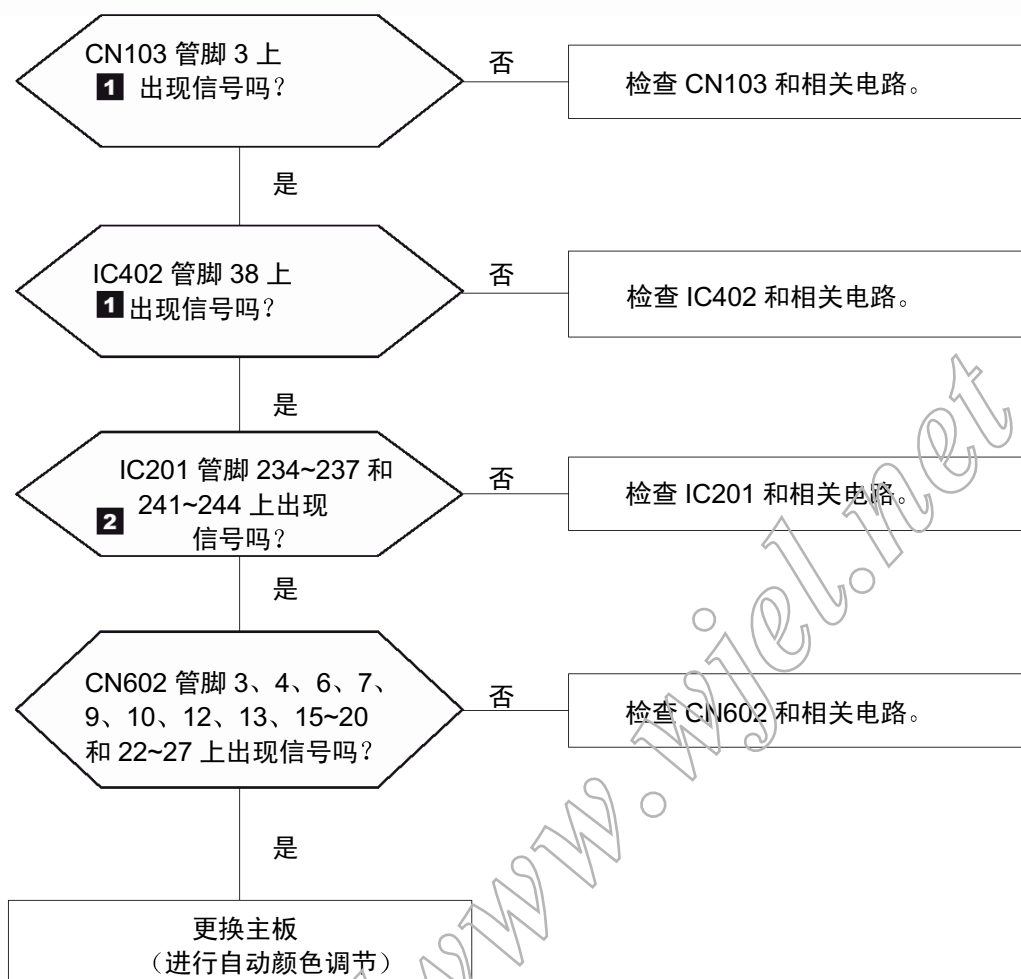 CN103 管脚 3 上
1 出现信号吗？
否
检查 CN103 和相关电路。
是
IC402 管脚 38 上
1 出现信号吗？
否
检查 IC402 和相关电路。
是
IC201 管脚 234~237 和
2 241~244 上出现
信号吗？
否
检查 IC201 和相关电路。
是
CN602 管脚 3、4、6、7、
9、10、12、13、15~20
和 22~27 上出现信号吗？
否
检查 CN602 和相关电路。
是
更换主板
（进行自动颜色调节）
www.wjel.net